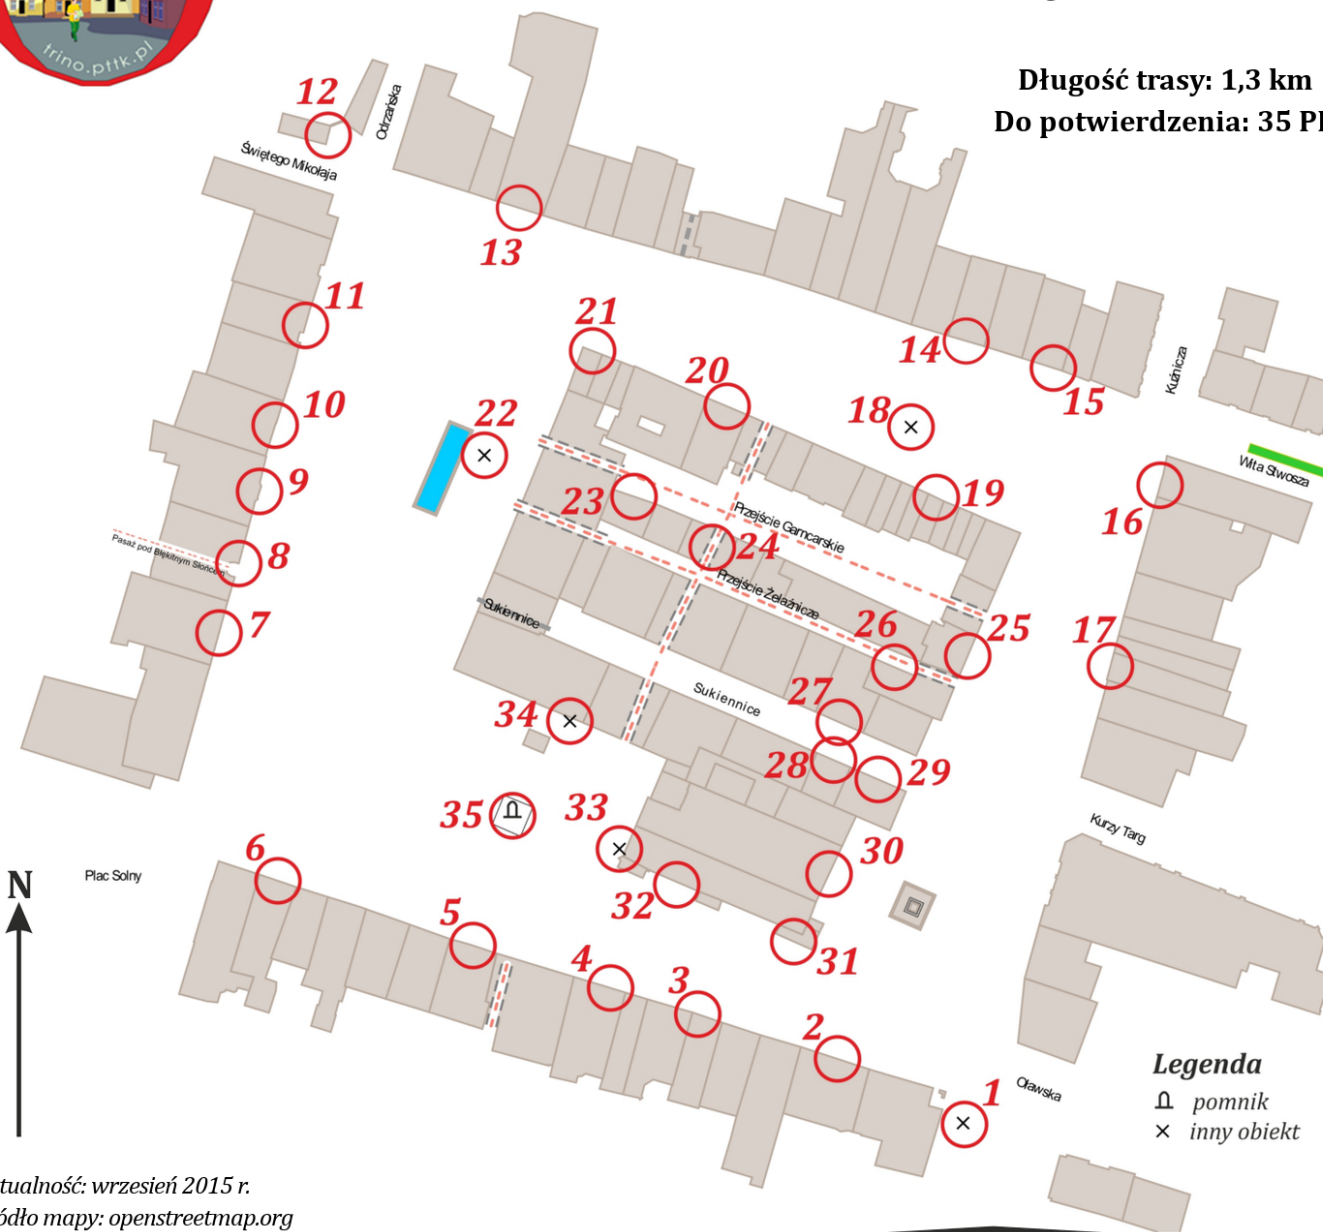 trino.pttk.pl
Długość trasy: 1,3 km
Do potwierdzenia: 35
12
Odrzańska
Świętego Mikołaja
13
11
21
14
15
Kuźnicza
20
10
22
18
Wita Stwosza
9
23
19
16
Przejście Garncarskie
24
8
Pasaż pod Błękitnym Słońcem
Przejście Żelaźnicze
7
Sukiennice
26
25
17
27
Sukiennice
34
28
29
35
33
Kurzy Targ
6
30
N
Plac Solny
32
5
4
31
3
2
Legenda
1
Oławska
pomnik
inny obiekt
wrzesień 2015 r.
mapy: openstreetmap.org